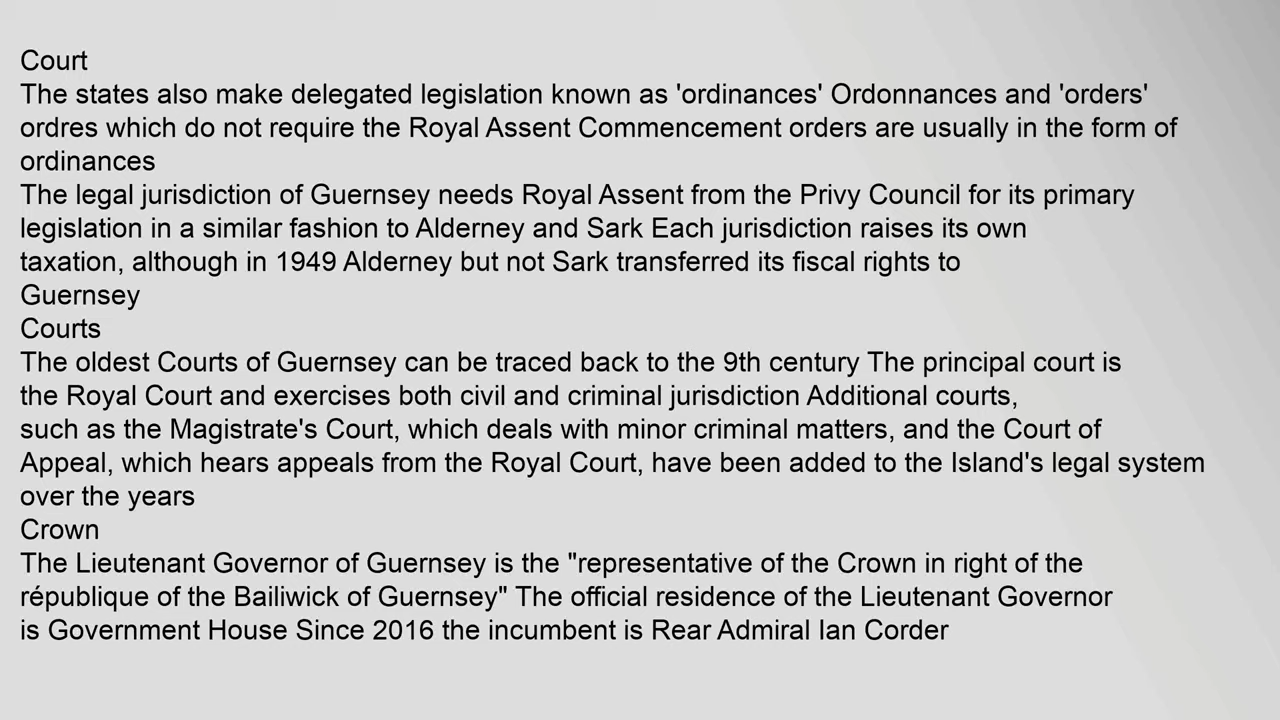 Court
The states also make delegated legislation known as 'ordinances' Ordonnances and 'orders'
ordres which do not require the Royal Assent Commencement orders are usually in the form of
ordinances
The legal jurisdiction of Guernsey needs Royal Assent from the Privy Council for its primary
legislation in a similar fashion to Alderney and Sark Each jurisdiction raises its own
taxation, although in 1949 Alderney but not Sark transferred its fiscal rights to
Guernsey
Courts
The oldest Courts of Guernsey can be traced back to the 9th century The principal court is
the Royal Court and exercises both civil and criminal jurisdiction Additional courts,
such as the Magistrate's Court, which deals with minor criminal matters, and the Court of
Appeal, which hears appeals from the Royal Court, have been added to the Island's legal system
over the years
Crown
The Lieutenant Governor of Guernsey is the "representative of the Crown in right of the
république of the Bailiwick of Guernsey" The official residence of the Lieutenant Governor
is Government House Since 2016 the incumbent is Rear Admiral Ian Corder